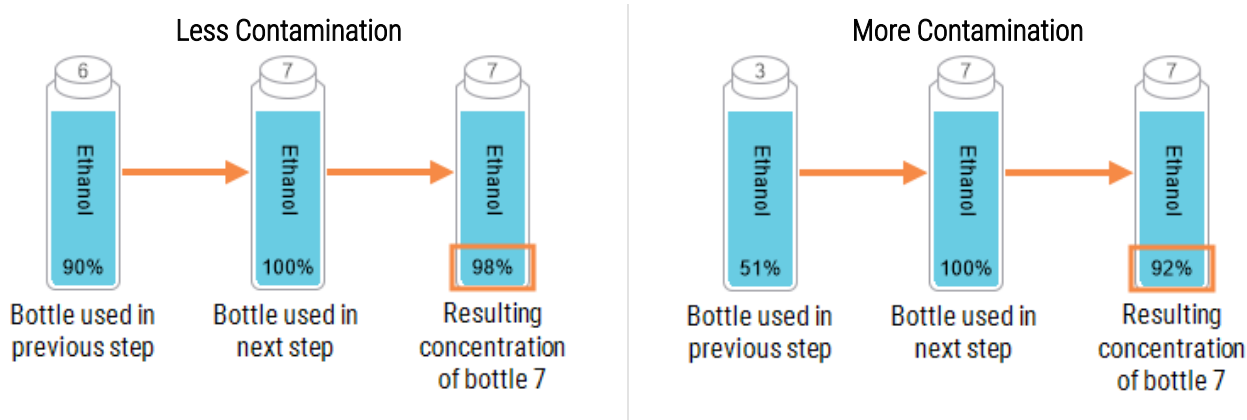 Less Contamination
6
Ethanol
90%
Bottle used in
previous step
7
Ethanol
100%
Bottle used in
next step
7
Ethanol
98%
Resulting
concentration
of bottle 7
More Contamination
3
Ethanol
51%
Bottle used in
previous step
7
Ethanol
100%
Bottle used in
next step
7
Ethanol
92%
Resulting
concentration
of bottle 7